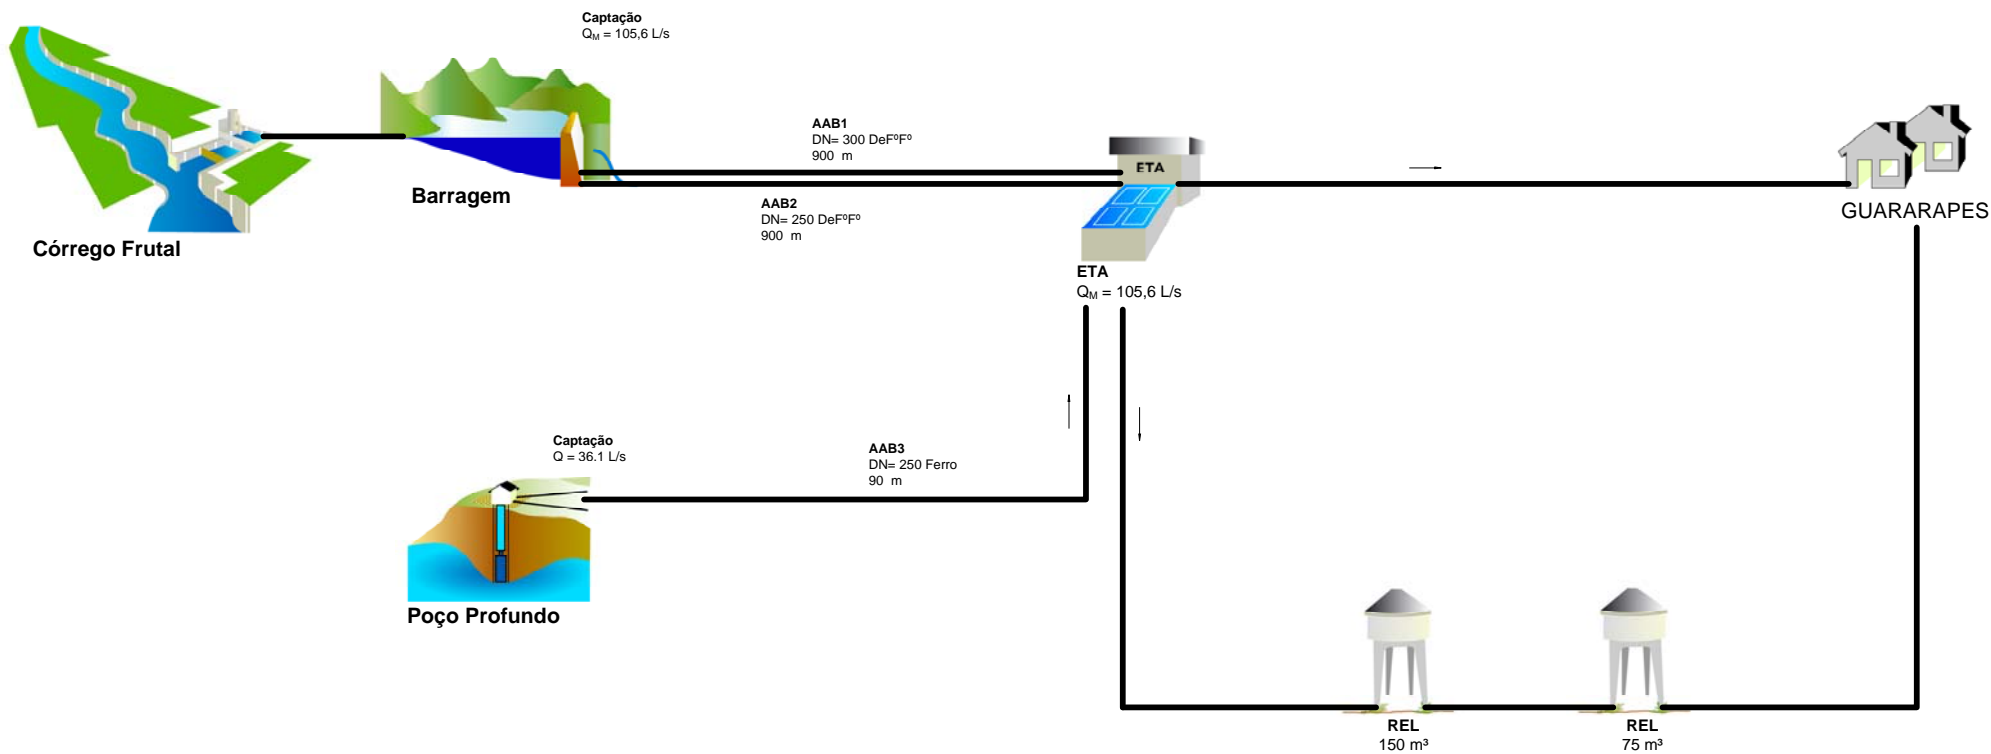 Captação
QM = 105,6 L/s
AAB1
DN= 300 DeFºFº
900 m
ETA
Barragem
AAB2
DN= 250 DeFºFº
900 m
GUARARAPES
Córrego Frutal
ETA
QM = 105,6 L/s
Captação
Q = 36.1 L/s
AAB3
DN= 250 Ferro
90 m
Poço Profundo
REL
150 m³
REL
75 m³